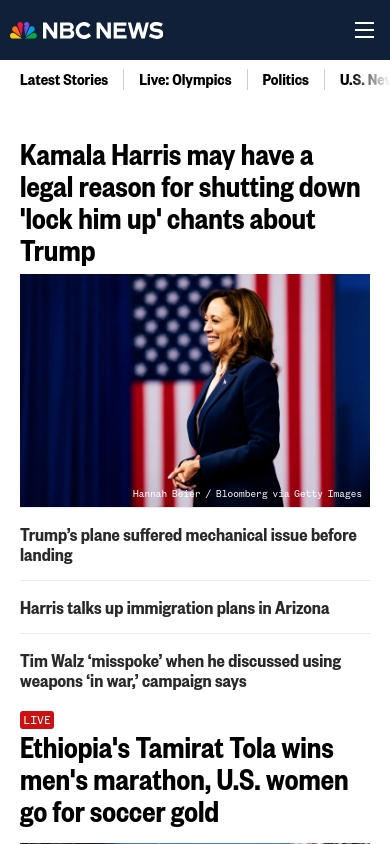 NBC NEWS
Latest Stories
Live: Olympics
Politics
U.S. New
Kamala Harris may have a
legal reason for shutting down
'lock him up' chants about
Trump
Hannah Beier / Bloomberg via Getty Images
Trump’s plane suffered mechanical issue before
landing
Harris talks up immigration plans in Arizona
Tim Walz ‘misspoke’ when he discussed using
weapons ‘in war,’ campaign says
LIVE
Ethiopia's Tamirat Tola wins
men's marathon, U.S. women
go for soccer gold